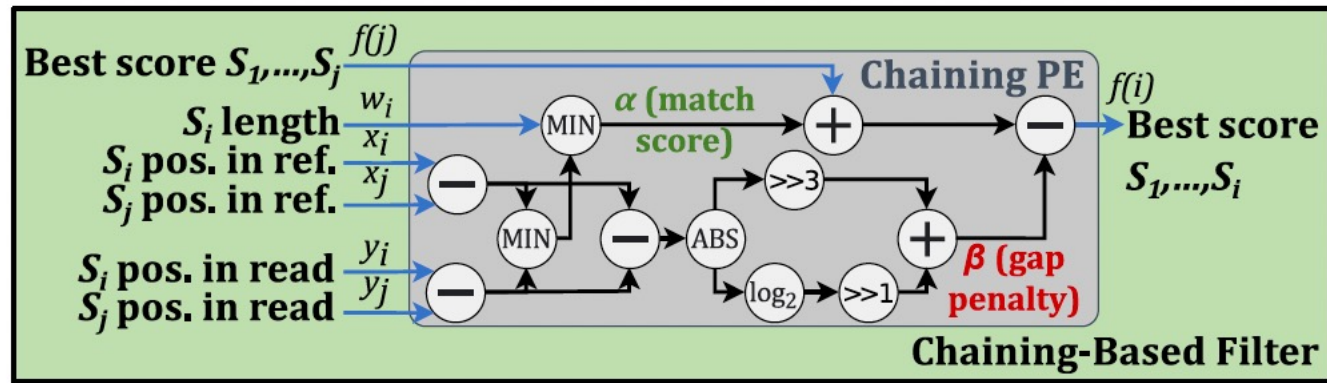 Best score S₁,...,Sⱼ f(j)
Chaining PE
f(i)
Sᵢ length wᵢ
MIN
α (match
score)
+
−
Best score
S₁,...,Sᵢ
Sᵢ pos. in ref. xᵢ
Sⱼ pos. in ref. xⱼ
−
>>3
MIN
−
ABS
+
Sᵢ pos. in read yᵢ
Sⱼ pos. in read yⱼ
−
log₂
>>1
β (gap
penalty)
Chaining-Based Filter